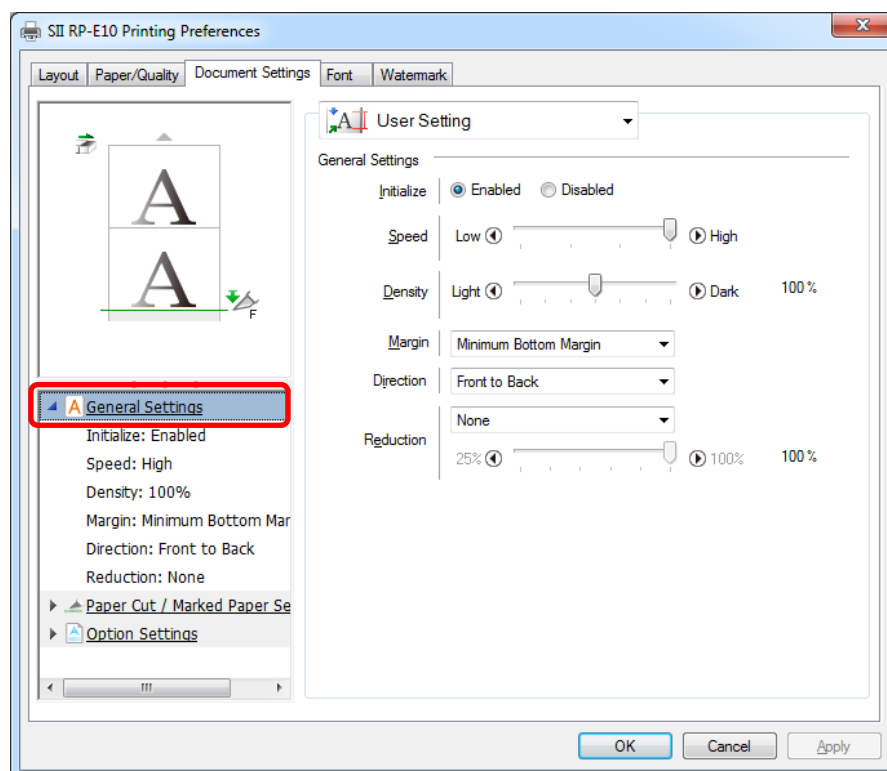 SII RP-E10 Printing Preferences
Layout Paper/Quality Document Settings Font Watermark
A
A
F
General Settings
Initialize: Enabled
Speed: High
Density: 100%
Margin: Minimum Bottom Mar
Direction: Front to Back
Reduction: None
Paper Cut / Marked Paper Se
Option Settings
User Setting
General Settings
Initialize Enabled Disabled
Speed Low High
Density Light Dark 100 %
Margin Minimum Bottom Margin
Direction Front to Back
Reduction None
25% 100% 100 %
OK Cancel Apply